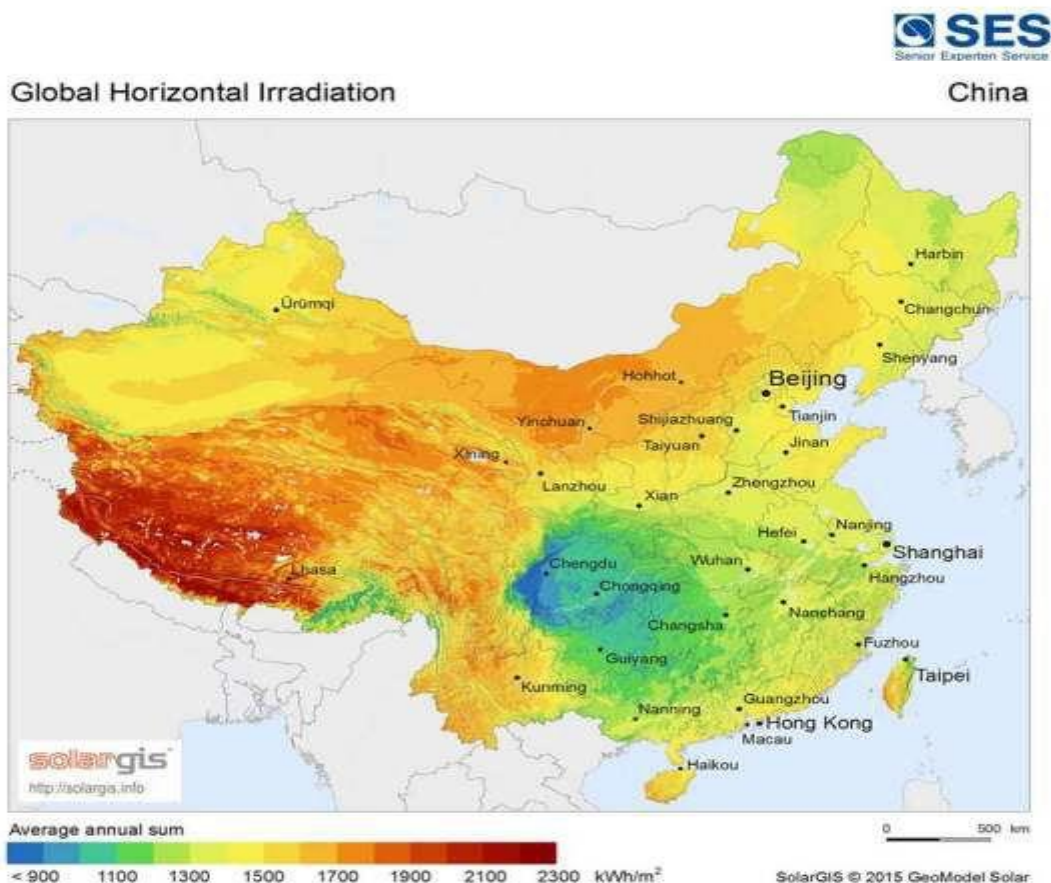 SES
Senior Experten Service
Global Horizontal Irradiation
China
Harbin
Ürümqi
Changchun
Shenyang
Hohhot
Beijing
Tianjin
Yinchuan
Shijiazhuang
Taiyuan
Jinan
Xining
Lanzhou
Zhengzhou
Xian
Nanjing
Hefei
Shanghai
Wuhan
Hangzhou
Lhasa
Chengdu
Chongqing
Nanchang
Changsha
Fuzhou
Guiyang
Taipei
Kunming
Guangzhou
Nanning
Hong Kong
Macau
Haikou
solargis
http://solargis.info
Average annual sum
0 500 km
< 900 1100 1300 1500 1700 1900 2100 2300 kWh/m²
SolarGIS © 2015 GeoModel Solar